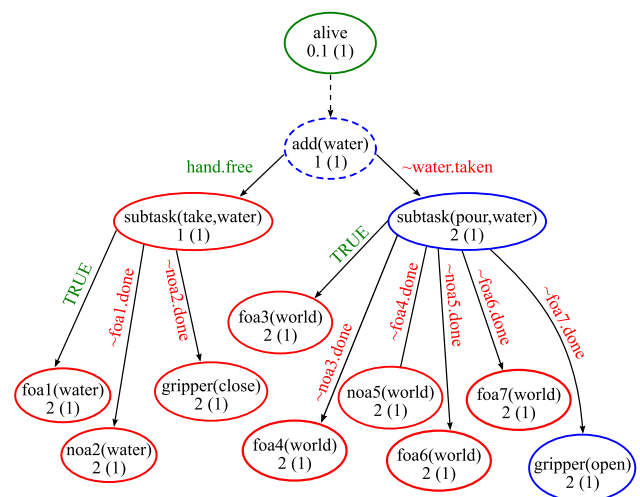 alive
0.1 (1)
add(water)
1 (1)
hand.free
~water.taken
subtask(take,water)
1 (1)
subtask(pour,water)
2 (1)
TRUE
~foa1.done
~noa2.done
TRUE
~noa3.done
~foa4.done
~noa5.done
~foa6.done
~foa7.done
foa3(world)
2 (1)
foa1(water)
2 (1)
gripper(close)
2 (1)
noa5(world)
2 (1)
foa7(world)
2 (1)
noa2(water)
2 (1)
foa4(world)
2 (1)
foa6(world)
2 (1)
gripper(open)
2 (1)